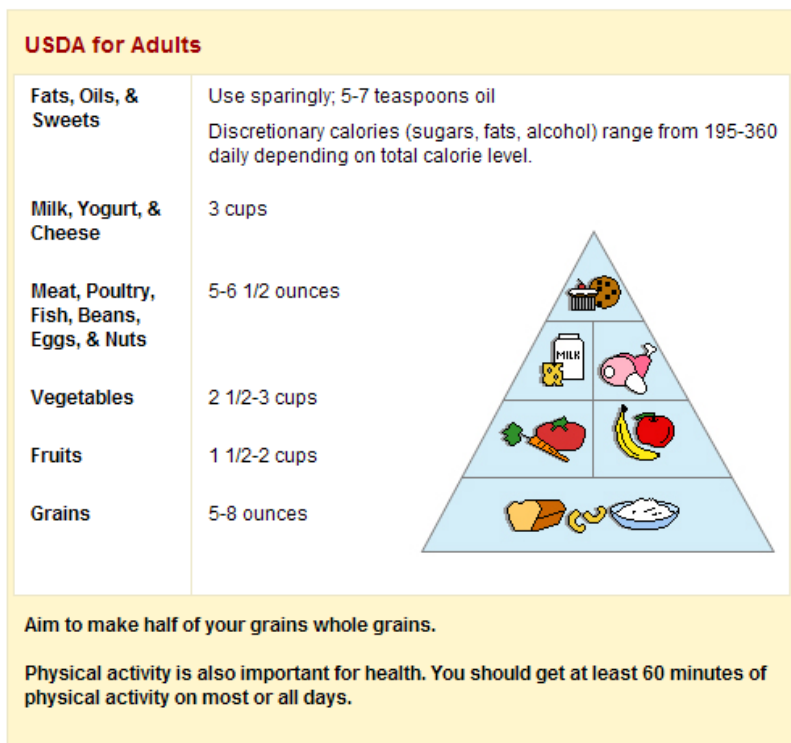 USDA for Adults
Fats, Oils, &
Sweets
Use sparingly; 5-7 teaspoons oil
Discretionary calories (sugars, fats, alcohol) range from 195-360
daily depending on total calorie level.
Milk, Yogurt, &
Cheese
3 cups
Meat, Poultry,
Fish, Beans,
Eggs, & Nuts
5-6 1/2 ounces
Vegetables
2 1/2-3 cups
Fruits
1 1/2-2 cups
Grains
5-8 ounces
MILK
Aim to make half of your grains whole grains.
Physical activity is also important for health. You should get at least 60 minutes of
physical activity on most or all days.